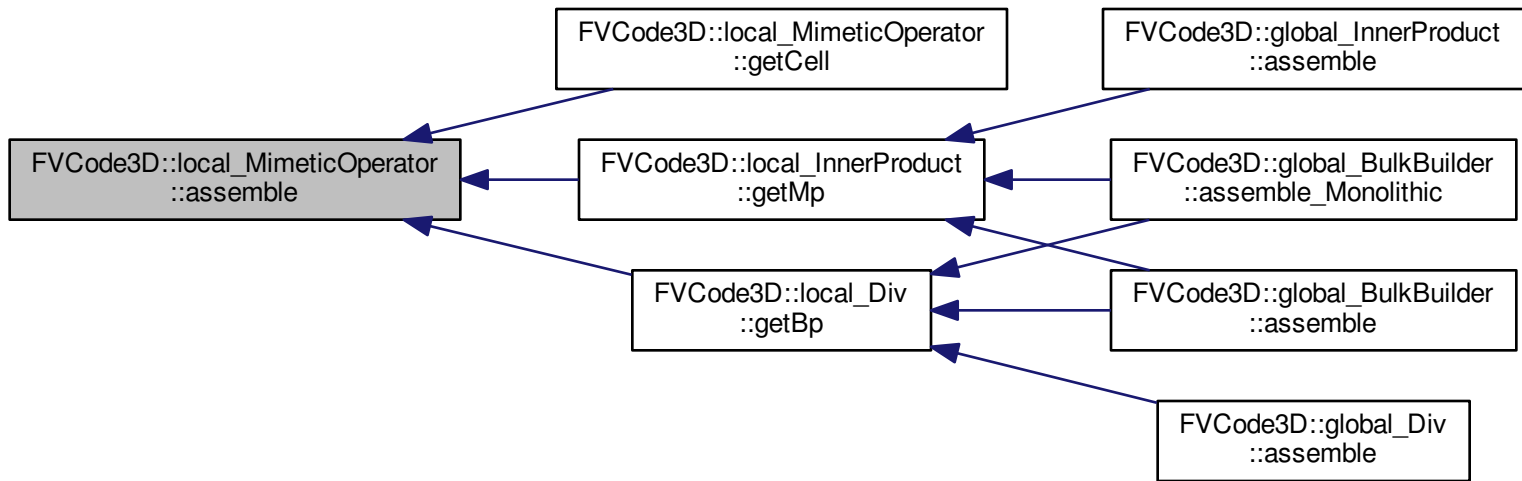 FVCode3D::local_MimeticOperator
::assemble
FVCode3D::local_MimeticOperator
::getCell
FVCode3D::local_InnerProduct
::getMp
FVCode3D::local_Div
::getBp
FVCode3D::global_InnerProduct
::assemble
FVCode3D::global_BulkBuilder
::assemble_Monolithic
FVCode3D::global_BulkBuilder
::assemble
FVCode3D::global_Div
::assemble